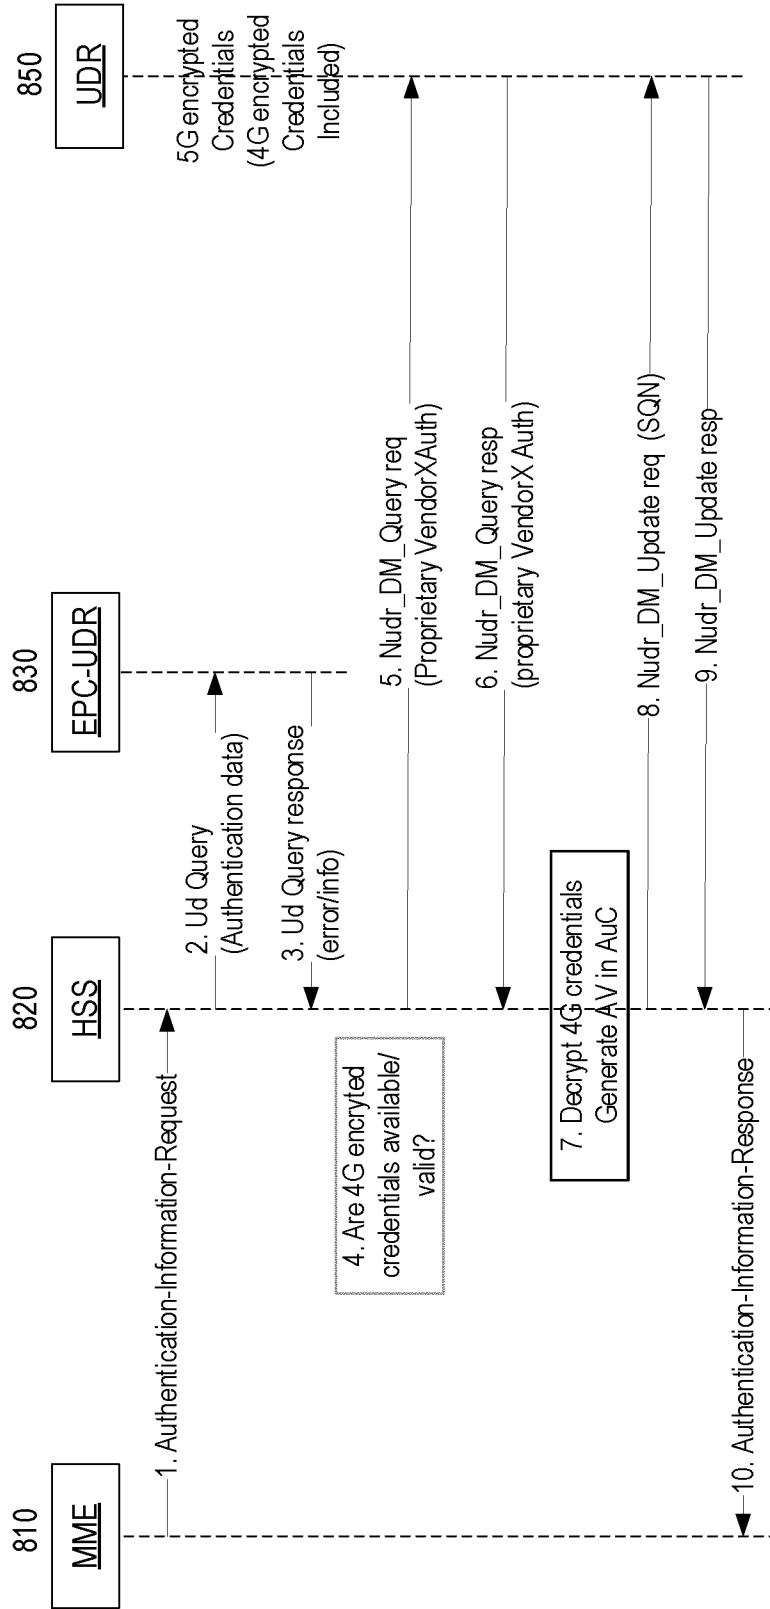 810
MME
820
HSS
830
EPC-UDR
850
UDR
1. Authentication-Information-Request
2. Ud Query
(Authentication data)
5G encrypted
Credentials
(4G encrypted
Credentials
Included)
3. Ud Query response
(error/info)
4. Are 4G encryted
credentials available/
valid?
5. Nudr_DM_Query req
(Proprietary VendorXAuth)
6. Nudr_DM_Query resp
(proprietary VendorX Auth)
7. Decrypt 4G credentials
Generate AV in AuC
8. Nudr_DM_Update req (SQN)
9. Nudr_DM_Update resp
10. Authentication-Information-Response